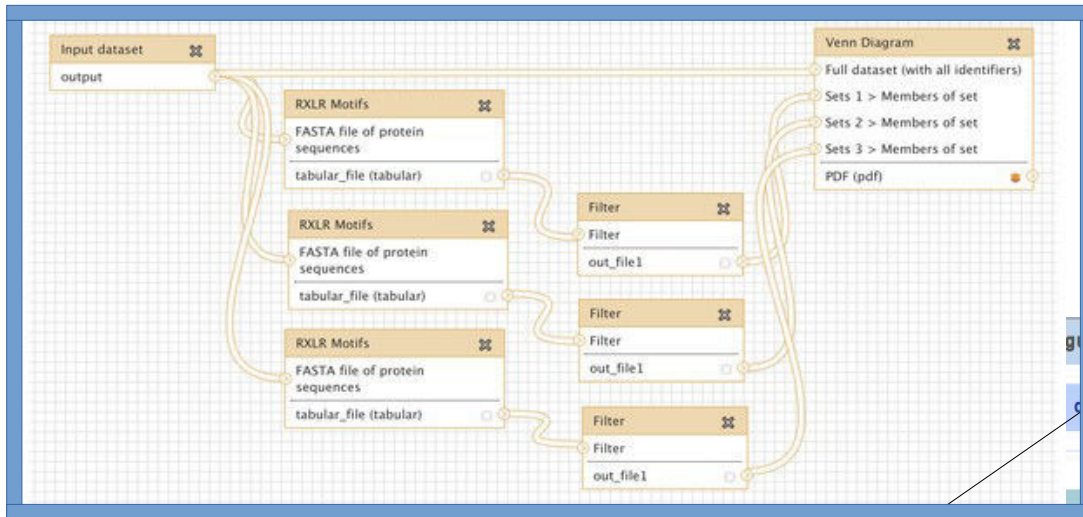 Input dataset
output
RXLR Motifs
FASTA file of protein
sequences
tabular_file (tabular)
RXLR Motifs
FASTA file of protein
sequences
tabular_file (tabular)
RXLR Motifs
FASTA file of protein
sequences
tabular_file (tabular)
Filter
Filter
out_file1
Filter
Filter
out_file1
Filter
Filter
out_file1
Venn Diagram
Full dataset (with all identifiers)
Sets 1 > Members of set
Sets 2 > Members of set
Sets 3 > Members of set
PDF (pdf)